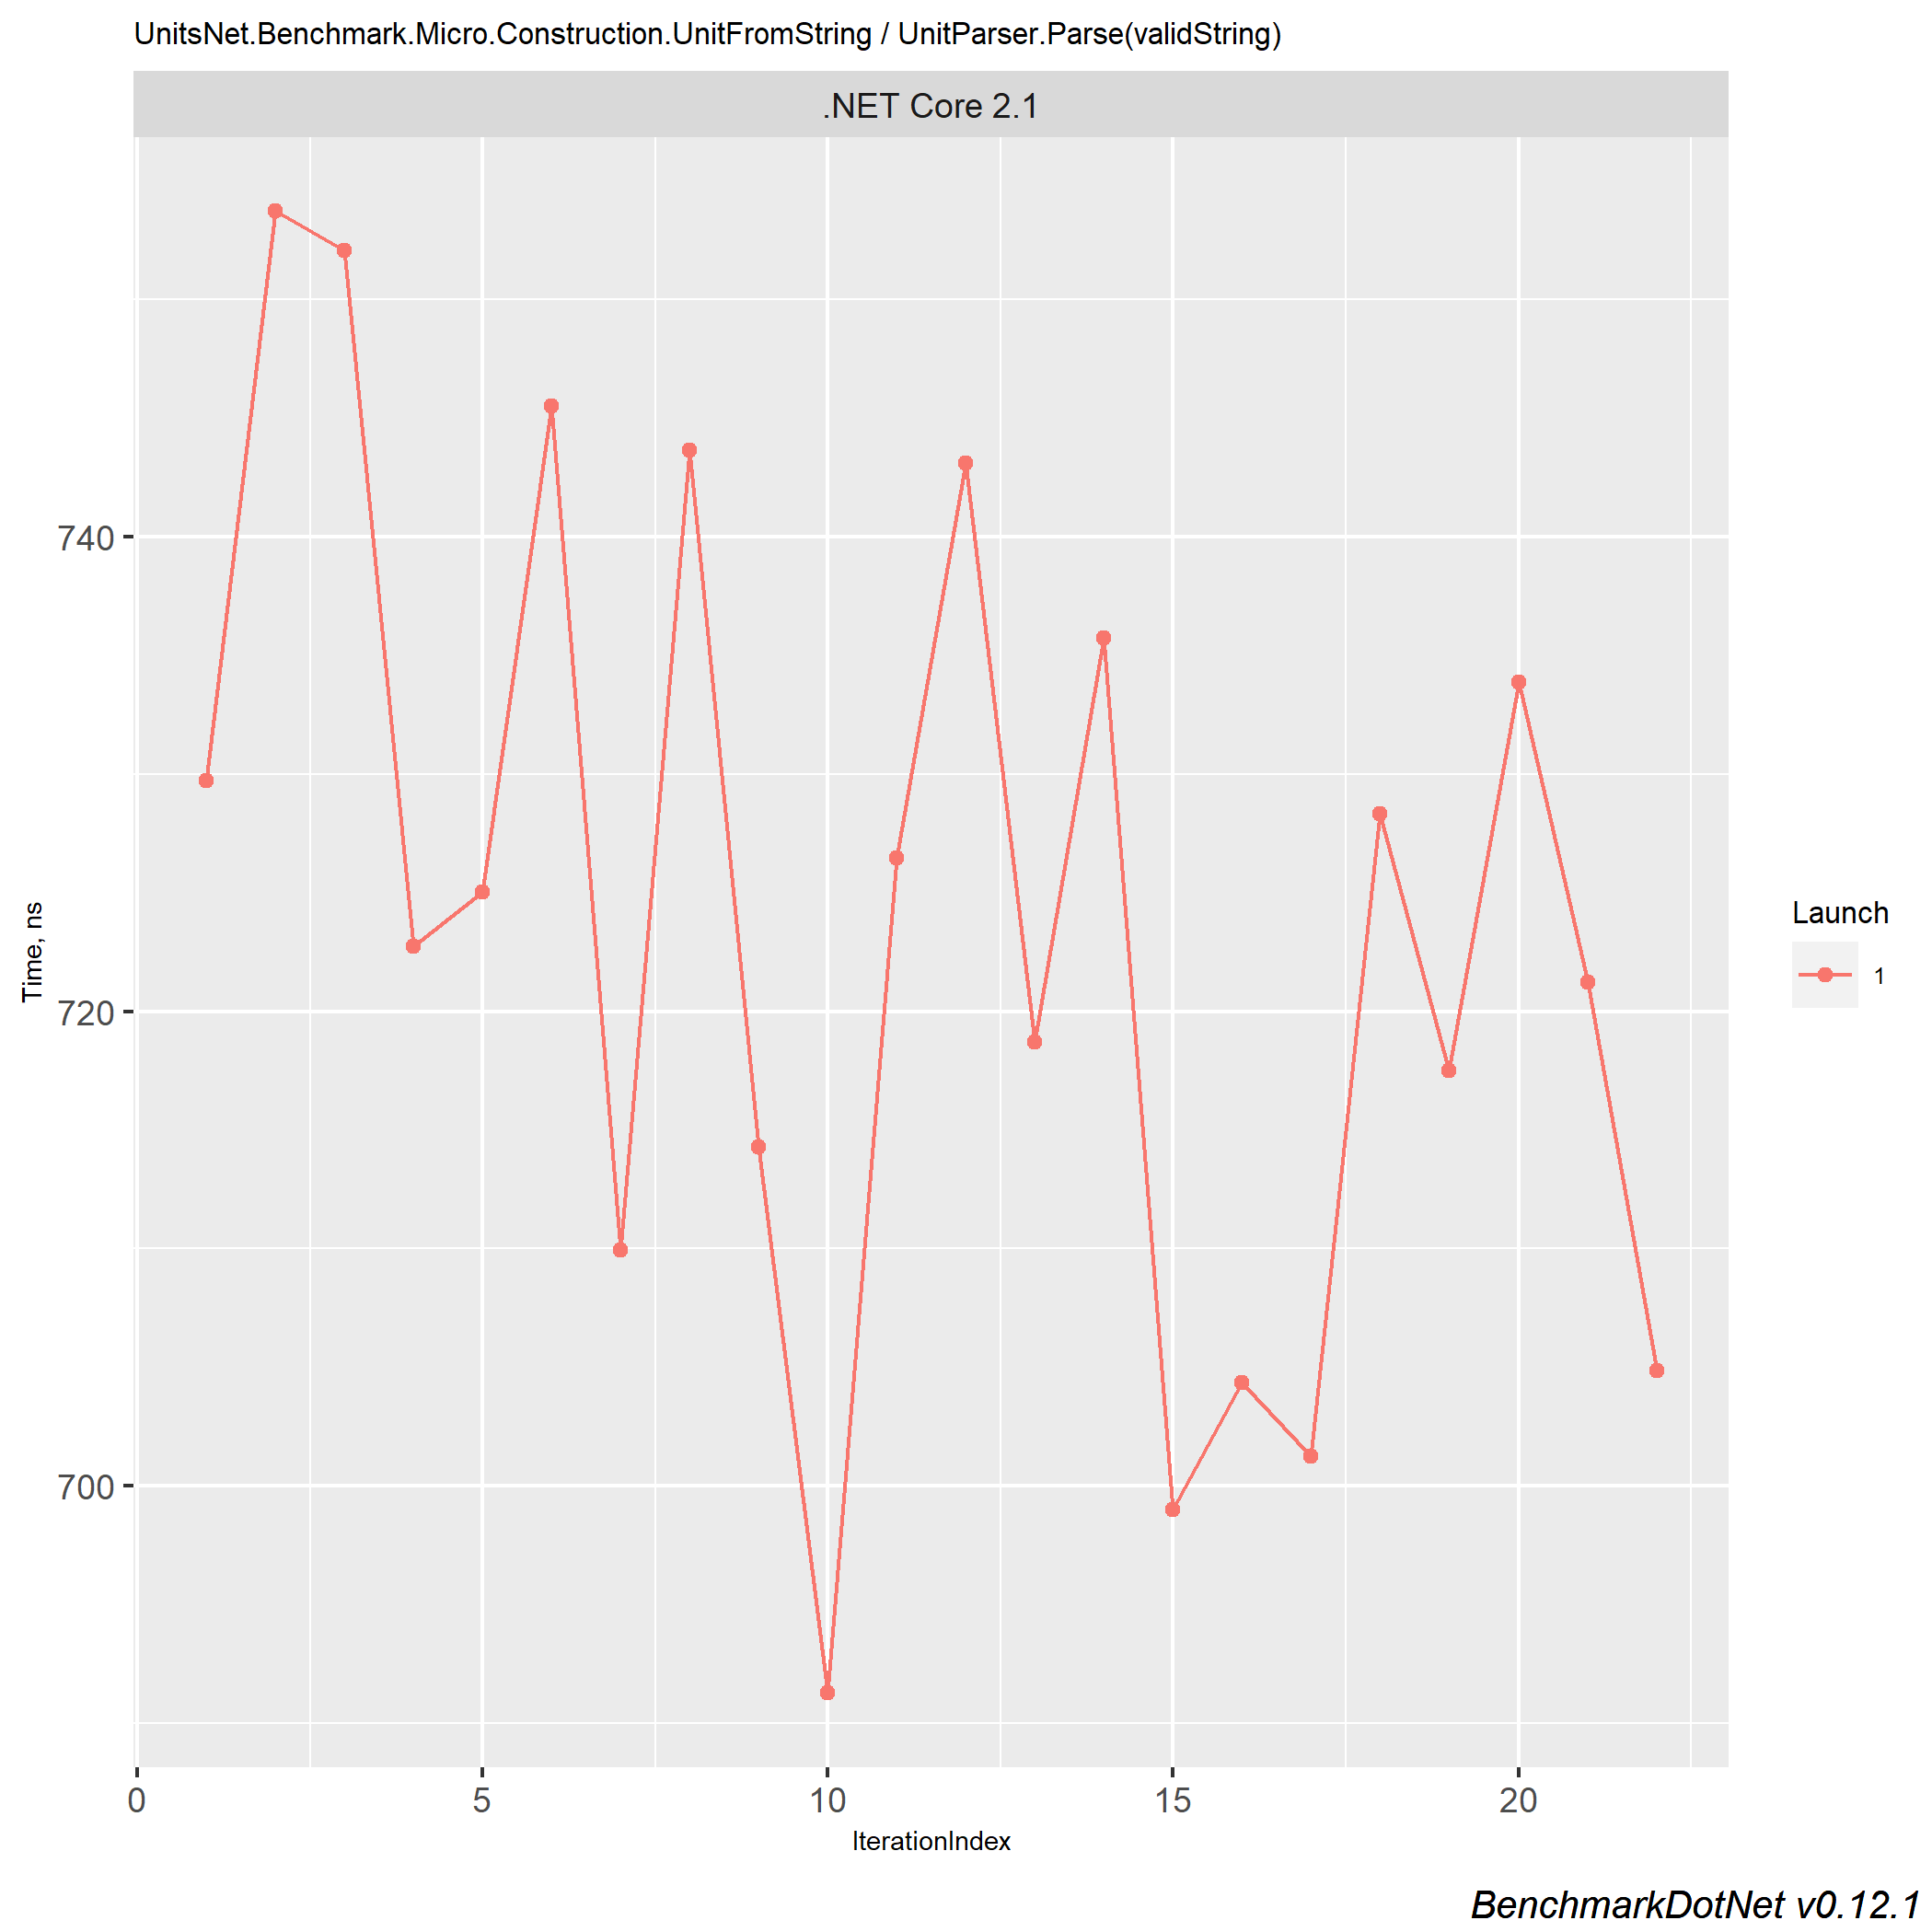 UnitsNet.Benchmark.Micro.Construction.UnitFromString / UnitParser.Parse(validString)
.NET Core 2.1
740
720
700
Time, ns
0 5 10 15 20
IterationIndex
Launch
1
BenchmarkDotNet v0.12.1